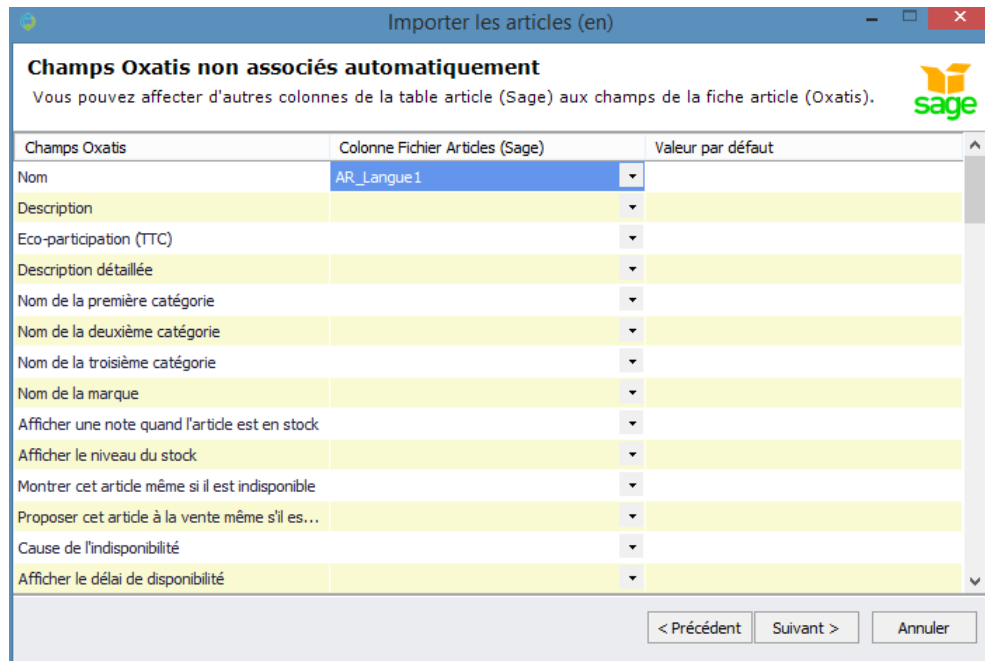 Importer les articles (en)
Champs Oxatis non associés automatiquement
Vous pouvez affecter d'autres colonnes de la table article (Sage) aux champs de la fiche article (Oxatis).
sage
Champs Oxatis Colonne Fichier Articles (Sage) Valeur par défaut
Nom AR_Langue1
Description
Eco-participation (TTC)
Description détaillée
Nom de la première catégorie
Nom de la deuxième catégorie
Nom de la troisième catégorie
Nom de la marque
Afficher une note quand l'article est en stock
Afficher le niveau du stock
Montrer cet article même si il est indisponible
Proposer cet article à la vente même s'il es...
Cause de l'indisponibilité
Afficher le délai de disponibilité
< Précédent Suivant > Annuler